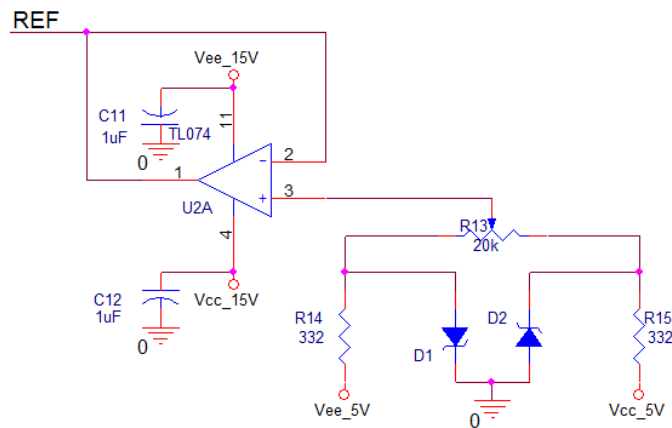 REF
Vee_15V
C11
1uF
TL074
0
11
2
-
1
3
+
U2A
4
R13
20k
C12
1uF
Vcc_15V
0
R14
332
D1
D2
R15
332
Vee_5V
0
Vcc_5V